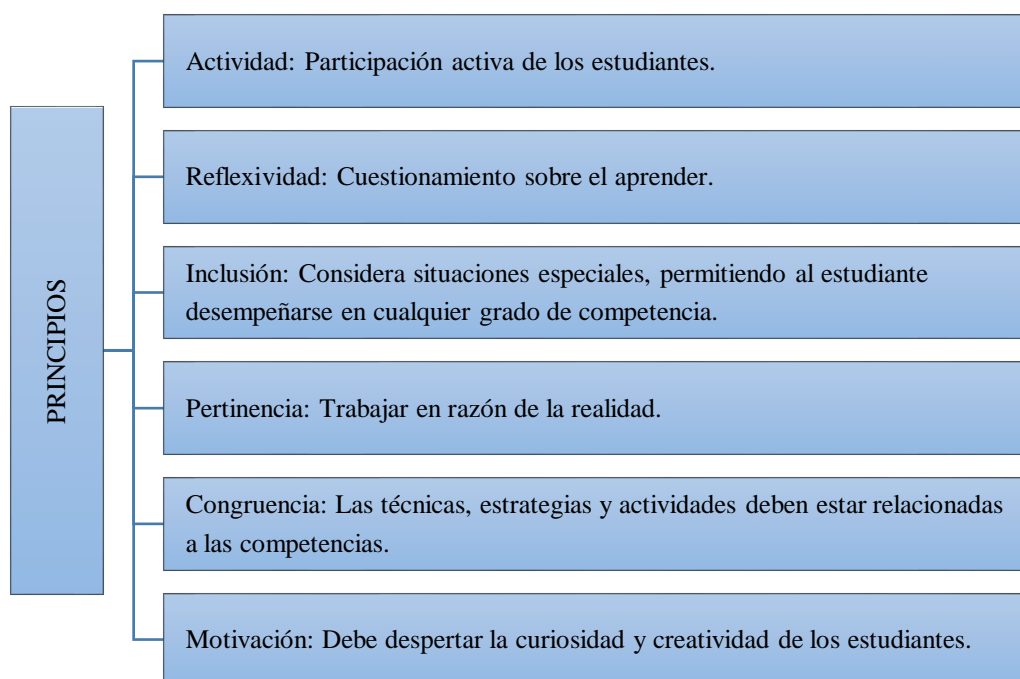 PRINCIPIOS
Actividad: Participación activa de los estudiantes.
Reflexividad: Cuestionamiento sobre el aprender.
Inclusión: Considera situaciones especiales, permitiendo al estudiante
desempeñarse en cualquier grado de competencia.
Pertinencia: Trabajar en razón de la realidad.
Congruencia: Las técnicas, estrategias y actividades deben estar relacionadas
a las competencias.
Motivación: Debe despertar la curiosidad y creatividad de los estudiantes.